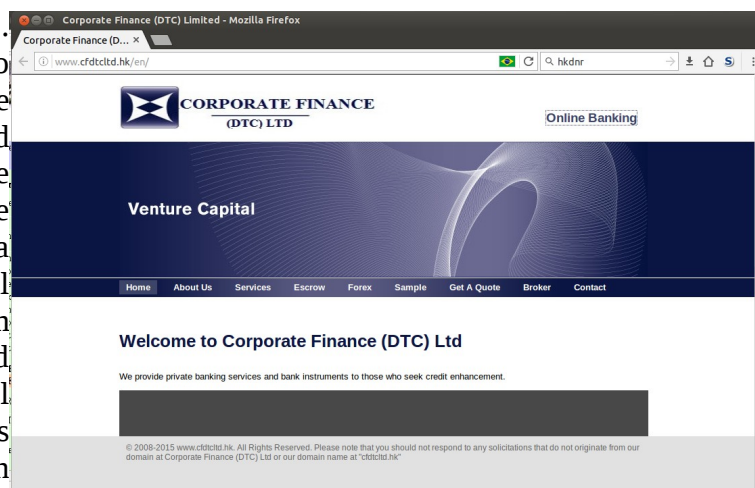 Corporate Finance (DTC) Limited - Mozilla Firefox
Corporate Finance (D... ×
www.cfdtcltd.hk/en/
hkdnr
CORPORATE FINANCE
(DTC) LTD
Online Banking
Venture Capital
Home About Us Services Escrow Forex Sample Get A Quote Broker Contact
Welcome to Corporate Finance (DTC) Ltd
We provide private banking services and bank instruments to those who seek credit enhancement.
© 2008-2015 www.cfdtcltd.hk. All Rights Reserved. Please note that you should not respond to any solicitations that do not originate from our
domain at Corporate Finance (DTC) Ltd or our domain name at "cfdtcltd.hk"